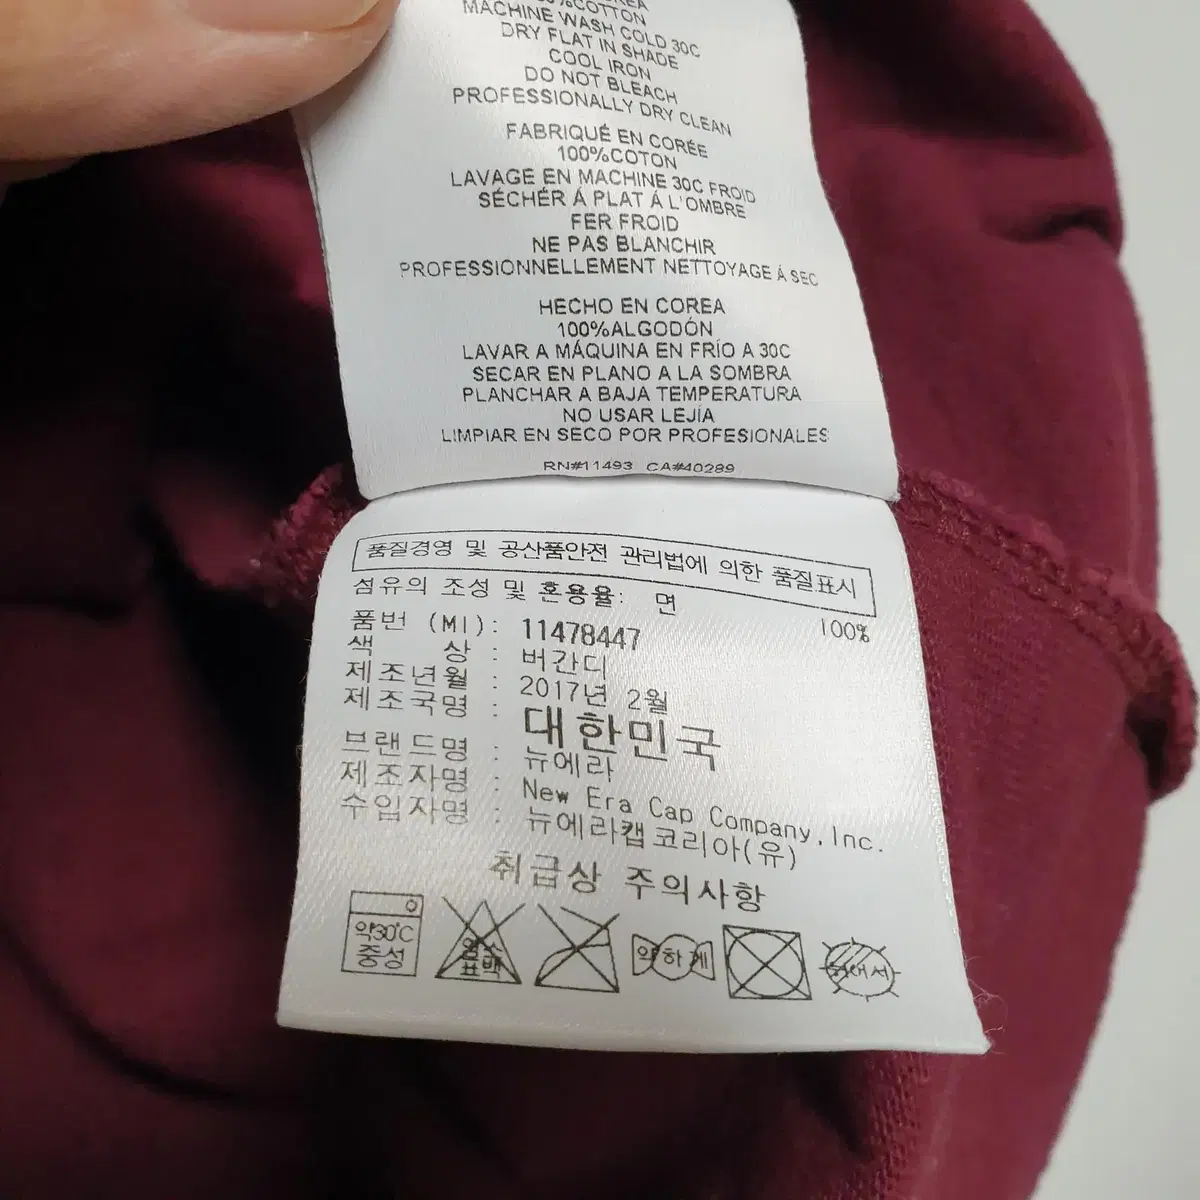 %COTTON
MACHINE WASH COLD 30C
DRY FLAT IN SHADE
COOL IRON
DO NOT BLEACH
PROFESSIONALLY DRY CLEAN
FABRIQUÉ EN CORÉE
100%COTON
LAVAGE EN MACHINE 30C FROID
SÉCHÉR Á PLAT Á L'OMBRE
FER FROID
NE PAS BLANCHIR
PROFESSIONNELLEMENT NETTOYAGE Á SEC
HECHO EN COREA
100%ALGODÓN
LAVAR A MÁQUINA EN FRÍO A 30C
SECAR EN PLANO A LA SOMBRA
PLANCHAR A BAJA TEMPERATURA
NO USAR LEJÍA
LIMPIAR EN SECO POR PROFESIONALES
RN#11493 CA#40289
품질경영 및 공산품안전 관리법에 의한 품질표시
섬유의 조성 및 혼용율: 면
100%
품번 (MI): 11478447
색 상 : 버간디
제조년월 : 2017년 2월
제조국명 : 대한민국
브랜드명 : 뉴에라
제조자명 : New Era Cap Company,Inc.
수입자명 : 뉴에라캡코리아(유)
취급상 주의사항
약30℃
중성
염소
표백
약하게